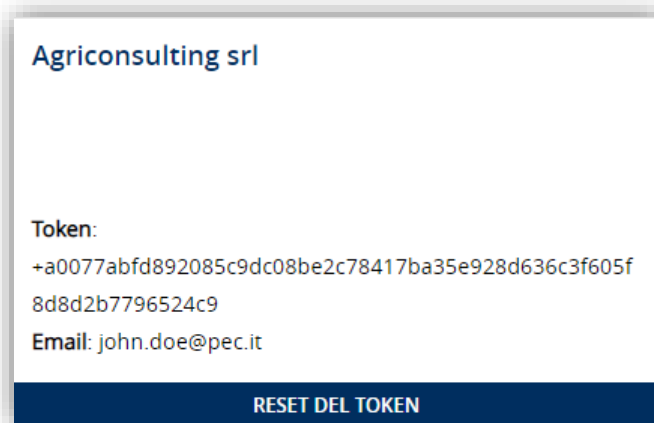 Agriconsulting srl
Token:
+a0077abfd892085c9dc08be2c78417ba35e928d636c3f605f
8d8d2b7796524c9
Email: john.doe@pec.it
RESET DEL TOKEN